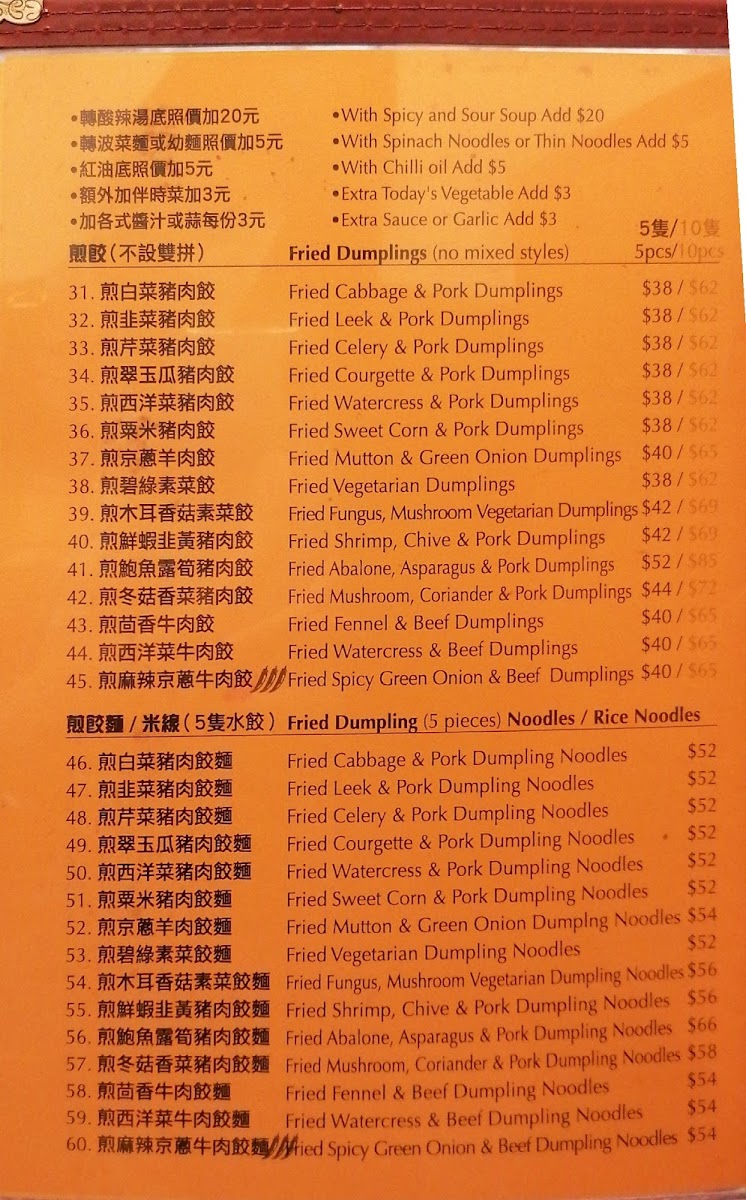 •轉酸辣湯底照價加20元 •With Spicy and Sour Soup Add $20
•轉波菜麵或幼麵照價加5元 •With Spinach Noodles or Thin Noodles Add $5
•紅油底照價加5元 •With Chilli oil Add $5
•額外加伴時菜加3元 •Extra Today's Vegetable Add $3
•加各式醬汁或蒜每份3元 •Extra Sauce or Garlic Add $3
5隻/10隻
煎餃(不設雙拼) Fried Dumplings (no mixed styles) 5pcs/10pcs
31. 煎白菜豬肉餃 Fried Cabbage & Pork Dumplings $38 / $62
32. 煎韭菜豬肉餃 Fried Leek & Pork Dumplings $38 / $62
33. 煎芹菜豬肉餃 Fried Celery & Pork Dumplings $38 / $62
34. 煎翠玉瓜豬肉餃 Fried Courgette & Pork Dumplings $38 / $62
35. 煎西洋菜豬肉餃 Fried Watercress & Pork Dumplings $38 / $62
36. 煎粟米豬肉餃 Fried Sweet Corn & Pork Dumplings $38 / $62
37. 煎京蔥羊肉餃 Fried Mutton & Green Onion Dumplings $40 / $65
38. 煎碧綠素菜餃 Fried Vegetarian Dumplings $38 / $62
39. 煎木耳香菇素菜餃 Fried Fungus, Mushroom Vegetarian Dumplings $42 / $69
40. 煎鮮蝦韭黃豬肉餃 Fried Shrimp, Chive & Pork Dumplings $42 / $69
41. 煎鮑魚露筍豬肉餃 Fried Abalone, Asparagus & Pork Dumplings $52 / $85
42. 煎冬菇香菜豬肉餃 Fried Mushroom, Coriander & Pork Dumplings $44 / $72
43. 煎茴香牛肉餃 Fried Fennel & Beef Dumplings $40 / $65
44. 煎西洋菜牛肉餃 Fried Watercress & Beef Dumplings $40 / $65
45. 煎麻辣京蔥牛肉餃 Fried Spicy Green Onion & Beef Dumplings $40 / $65
煎餃麵 / 米線(5隻水餃) Fried Dumpling (5 pieces) Noodles / Rice Noodles
46. 煎白菜豬肉餃麵 Fried Cabbage & Pork Dumpling Noodles $52
47. 煎韭菜豬肉餃麵 Fried Leek & Pork Dumpling Noodles $52
48. 煎芹菜豬肉餃麵 Fried Celery & Pork Dumpling Noodles $52
49. 煎翠玉瓜豬肉餃麵 Fried Courgette & Pork Dumpling Noodles $52
50. 煎西洋菜豬肉餃麵 Fried Watercress & Pork Dumpling Noodles $52
51. 煎粟米豬肉餃麵 Fried Sweet Corn & Pork Dumpling Noodles $52
52. 煎京蔥羊肉餃麵 Fried Mutton & Green Onion Dumplng Noodles $54
53. 煎碧綠素菜餃麵 Fried Vegetarian Dumpling Noodles $52
54. 煎木耳香菇素菜餃麵 Fried Fungus, Mushroom Vegetarian Dumpling Noodles $56
55. 煎鮮蝦韭黃豬肉餃麵 Fried Shrimp, Chive & Pork Dumpling Noodles $56
56. 煎鮑魚露筍豬肉餃麵 Fried Abalone, Asparagus & Pork Dumpling Noodles $66
57. 煎冬菇香菜豬肉餃麵 Fried Mushroom, Coriander & Pork Dumpling Noodles $58
58. 煎茴香牛肉餃麵 Fried Fennel & Beef Dumpling Noodles $54
59. 煎西洋菜牛肉餃麵 Fried Watercress & Beef Dumpling Noodles $54
60. 煎麻辣京蔥牛肉餃麵 Fried Spicy Green Onion & Beef Dumpling Noodles $54